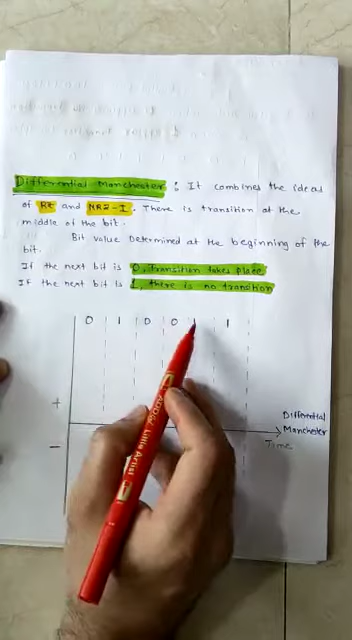 Differential Manchester : It combines the ideas
of RZ and NRZ-I. There is transition at the
middle of the bit.
Bit value Determined at the beginning of the
bit.
If the next bit is 0, Transition takes place
If the next bit is 1, there is no transition
0 1 0 0 1 1
+
Differential
Manchester
-
Time